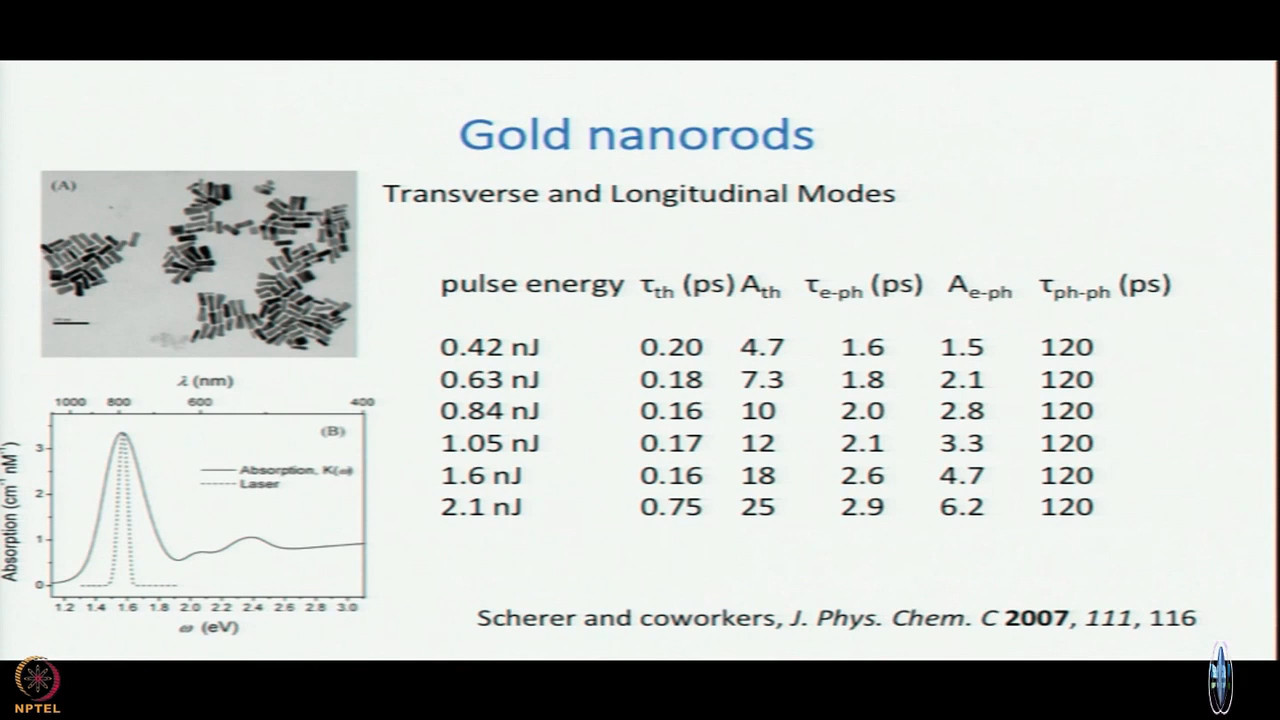 Gold nanorods
Transverse and Longitudinal Modes
(A)
pulse energy τth (ps) Ath τe-ph (ps) Ae-ph τph-ph (ps)
0.42 nJ 0.20 4.7 1.6 1.5 120
0.63 nJ 0.18 7.3 1.8 2.1 120
0.84 nJ 0.16 10 2.0 2.8 120
1.05 nJ 0.17 12 2.1 3.3 120
1.6 nJ 0.16 18 2.6 4.7 120
2.1 nJ 0.75 25 2.9 6.2 120
λ (nm)
1000 800 600 400
(B)
Absorption, K(ω)
Laser
Absorption (cm⁻¹ nM⁻¹)
3
2
1
0
1.2 1.4 1.6 1.8 2.0 2.2 2.4 2.6 2.8 3.0
ω (eV)
Scherer and coworkers, J. Phys. Chem. C 2007, 111, 116
NPTEL